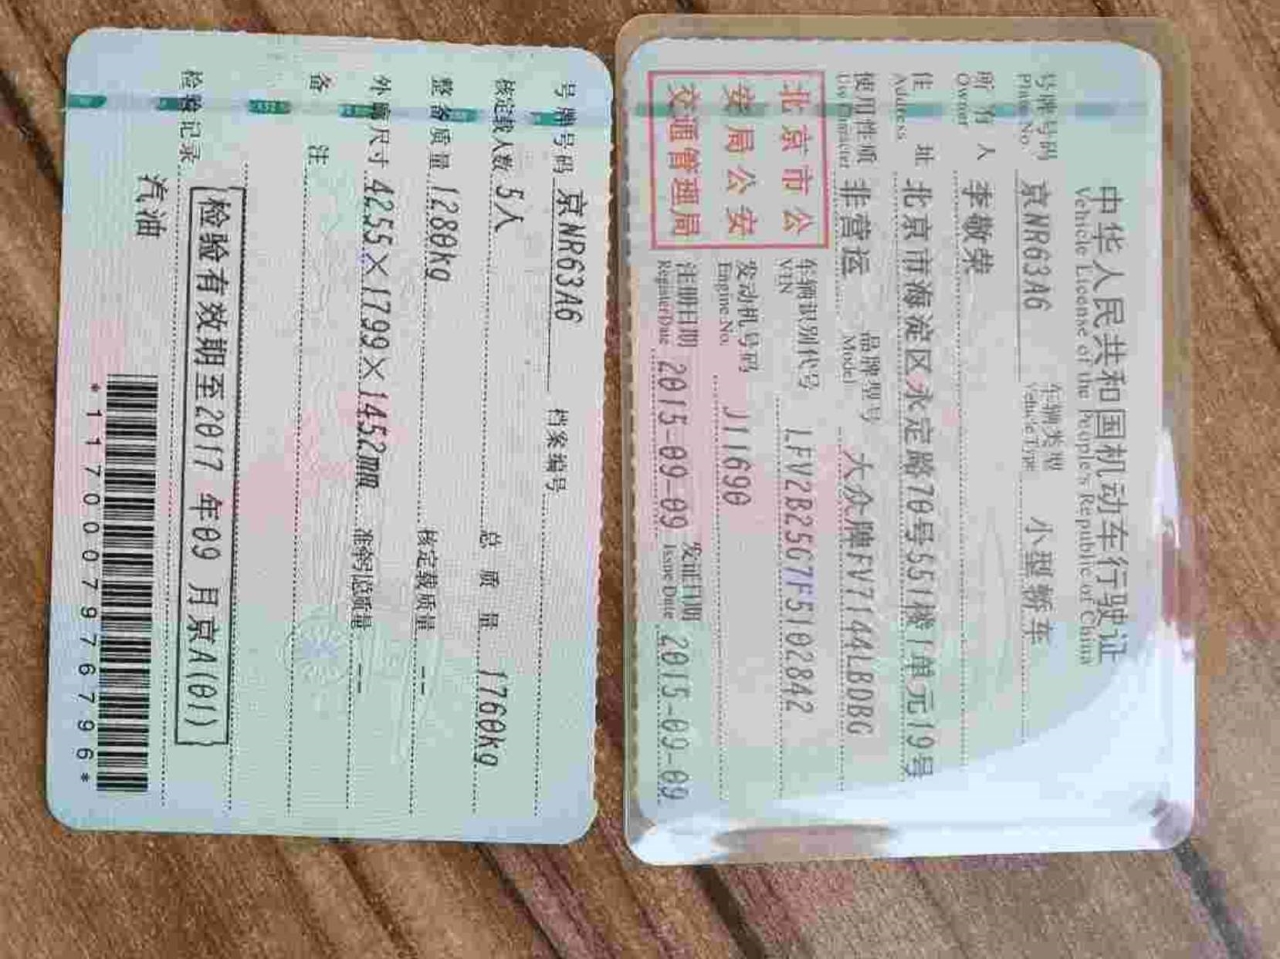 中华人民共和国机动车行驶证
Vehicle License of the People's Republic of China
号牌号码 京NR63A6 车辆类型 小型轿车
Plate No. Vehicle Type
所有人 李敬荣
Owner
住址 北京市海淀区永定路70号551楼1单元19号
Address
使用性质 非营运 品牌型号 大众牌FV7144LBDBG
Use Character Model
北京市公
安局公安
交通管理局
车辆识别代号 LFV2B25G7F5102842
VIN
发动机号码 J11690
Engine No.
注册日期 2015-09-09 发证日期 2015-09-09
Register Date Issue Date
号牌号码 京NR63A6 档案编号
核定载人数 5人 总质量 1760kg
整备质量 1280kg 核定载质量 --
外廓尺寸 4255×1799×1452mm 准牵引总质量 --
备注
检验记录 检验有效期至2017年09月京A(01)
汽油
*1170007976796*